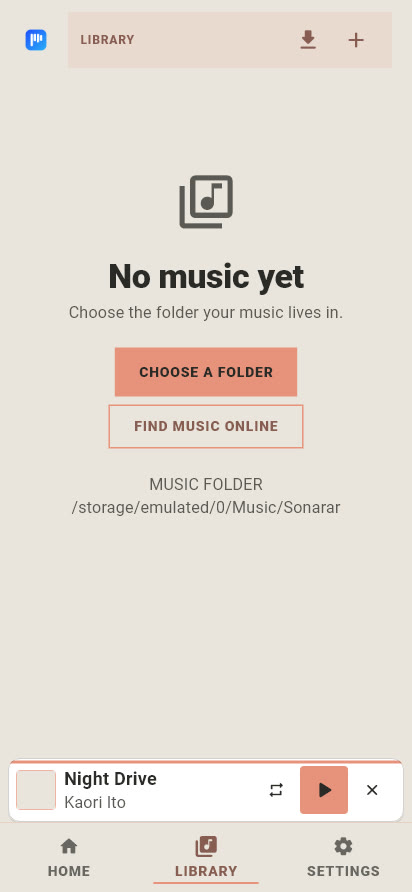 LIBRARY
No music yet
Choose the folder your music lives in.
CHOOSE A FOLDER
FIND MUSIC ONLINE
MUSIC FOLDER
/storage/emulated/0/Music/Sonarar
Night Drive
Kaori Ito
HOME
LIBRARY
SETTINGS